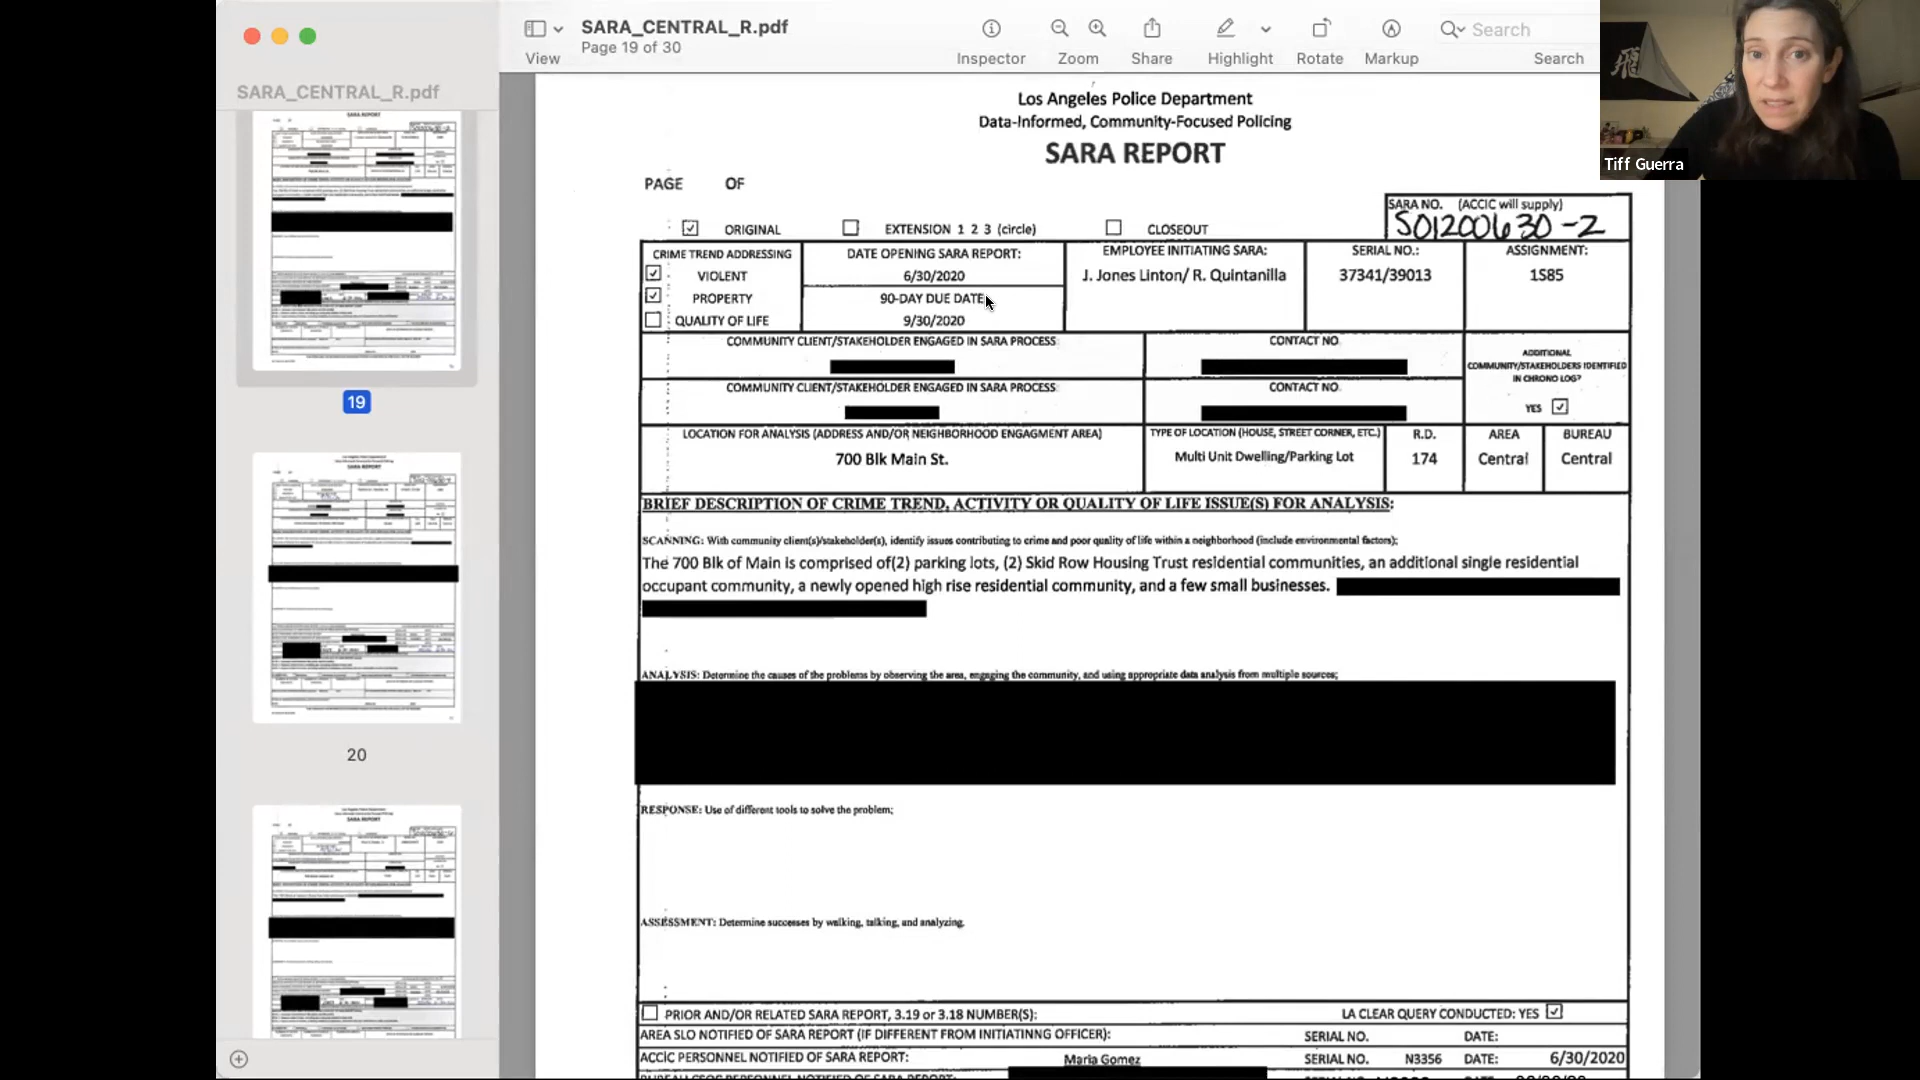 SARA_CENTRAL_R.pdf
Page 19 of 30
View
Inspector
Zoom
Share
Highlight
Rotate
Markup
Search
Search
SARA_CENTRAL_R.pdf
19
20
Tiff Guerra
Los Angeles Police Department
Data-Informed, Community-Focused Policing
SARA REPORT
PAGE OF
SARA NO. (ACCIC will supply)
S01200630-2
ORIGINAL
EXTENSION 1 2 3 (circle)
CLOSEOUT
CRIME TREND ADDRESSING
VIOLENT
PROPERTY
QUALITY OF LIFE
DATE OPENING SARA REPORT:
6/30/2020
90-DAY DUE DATE
9/30/2020
EMPLOYEE INITIATING SARA:
J. Jones Linton/ R. Quintanilla
SERIAL NO.:
37341/39013
ASSIGNMENT:
1S85
COMMUNITY CLIENT/STAKEHOLDER ENGAGED IN SARA PROCESS
CONTACT NO.
COMMUNITY CLIENT/STAKEHOLDER ENGAGED IN SARA PROCESS
CONTACT NO.
ADDITIONAL
COMMUNITY/STAKEHOLDERS IDENTIFIED
IN CHRONO LOG?
YES
LOCATION FOR ANALYSIS (ADDRESS AND/OR NEIGHBORHOOD ENGAGMENT AREA)
700 Blk Main St.
TYPE OF LOCATION (HOUSE, STREET CORNER, ETC.)
Multi Unit Dwelling/Parking Lot
R.D.
174
AREA
Central
BUREAU
Central
BRIEF DESCRIPTION OF CRIME TREND, ACTIVITY OR QUALITY OF LIFE ISSUE(S) FOR ANALYSIS:
SCANNING: With community client(s)/stakeholder(s), identify issues contributing to crime and poor quality of life within a neighborhood (include environmental factors);
The 700 Blk of Main is comprised of(2) parking lots, (2) Skid Row Housing Trust residential communities, an additional single residential
occupant community, a newly opened high rise residential community, and a few small businesses.
ANALYSIS: Determine the causes of the problems by observing the area, engaging the community, and using appropriate data analysis from multiple sources;
RESPONSE: Use of different tools to solve the problem;
ASSESSMENT: Determine successes by walking, talking, and analyzing.
PRIOR AND/OR RELATED SARA REPORT, 3.19 or 3.18 NUMBER(S):
LA CLEAR QUERY CONDUCTED: YES
AREA SLO NOTIFIED OF SARA REPORT (IF DIFFERENT FROM INITIATINNG OFFICER):
SERIAL NO.
DATE:
ACCIC PERSONNEL NOTIFIED OF SARA REPORT: Maria Gomez
SERIAL NO. N3356
DATE: 6/30/2020